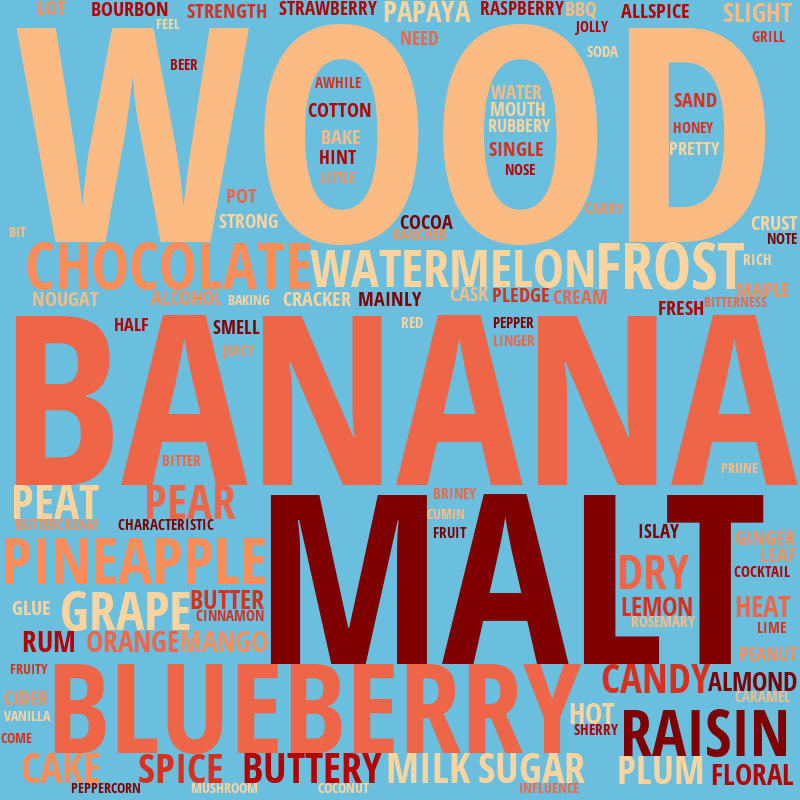 LOT BOURBON STRENGTH STRAWBERRY PAPAYA RASPBERRY BBQ ALLSPICE SLIGHT
FEEL NEED JOLLY GRILL
BEER SODA
WOOD
AWHILE WATER SAND
COTTON MOUTH
BAKE RUBBERY HONEY
HINT SINGLE PRETTY
LITTLE NOSE
POT
STRONG COCOA CRUST
BIT NOTE
CHOCOLATE WATERMELON FROST RICH
NOUGAT ALCOHOL BAKING CRACKER MAINLY CASK PLEDGE CREAM FRESH BITTERNESS MAPLE
HALF SMELL RED PEPPER
JUICY LINGER
BANANA
BITTER PRUNE
PEAT PEAR BRINEY
BUTTERCREAM CHARACTERISTIC CUMIN
MALT
FRUIT ISLAY GINGER
LEAF
PINEAPPLE DRY COCKTAIL
GLUE GRAPE BUTTER LEMON HEAT
CINNAMON ROSEMARY LIME
RUM ORANGE MANGO PEANUT
FRUITY BLUEBERRY CANDY ALMOND
CIDER CARAMEL
VANILLA HOT
COME SHERRY RAISIN
CAKE SPICE BUTTERY MILK SUGAR PLUM FLORAL
PEPPERCORN MUSHROOM COCONUT INFLUENCE